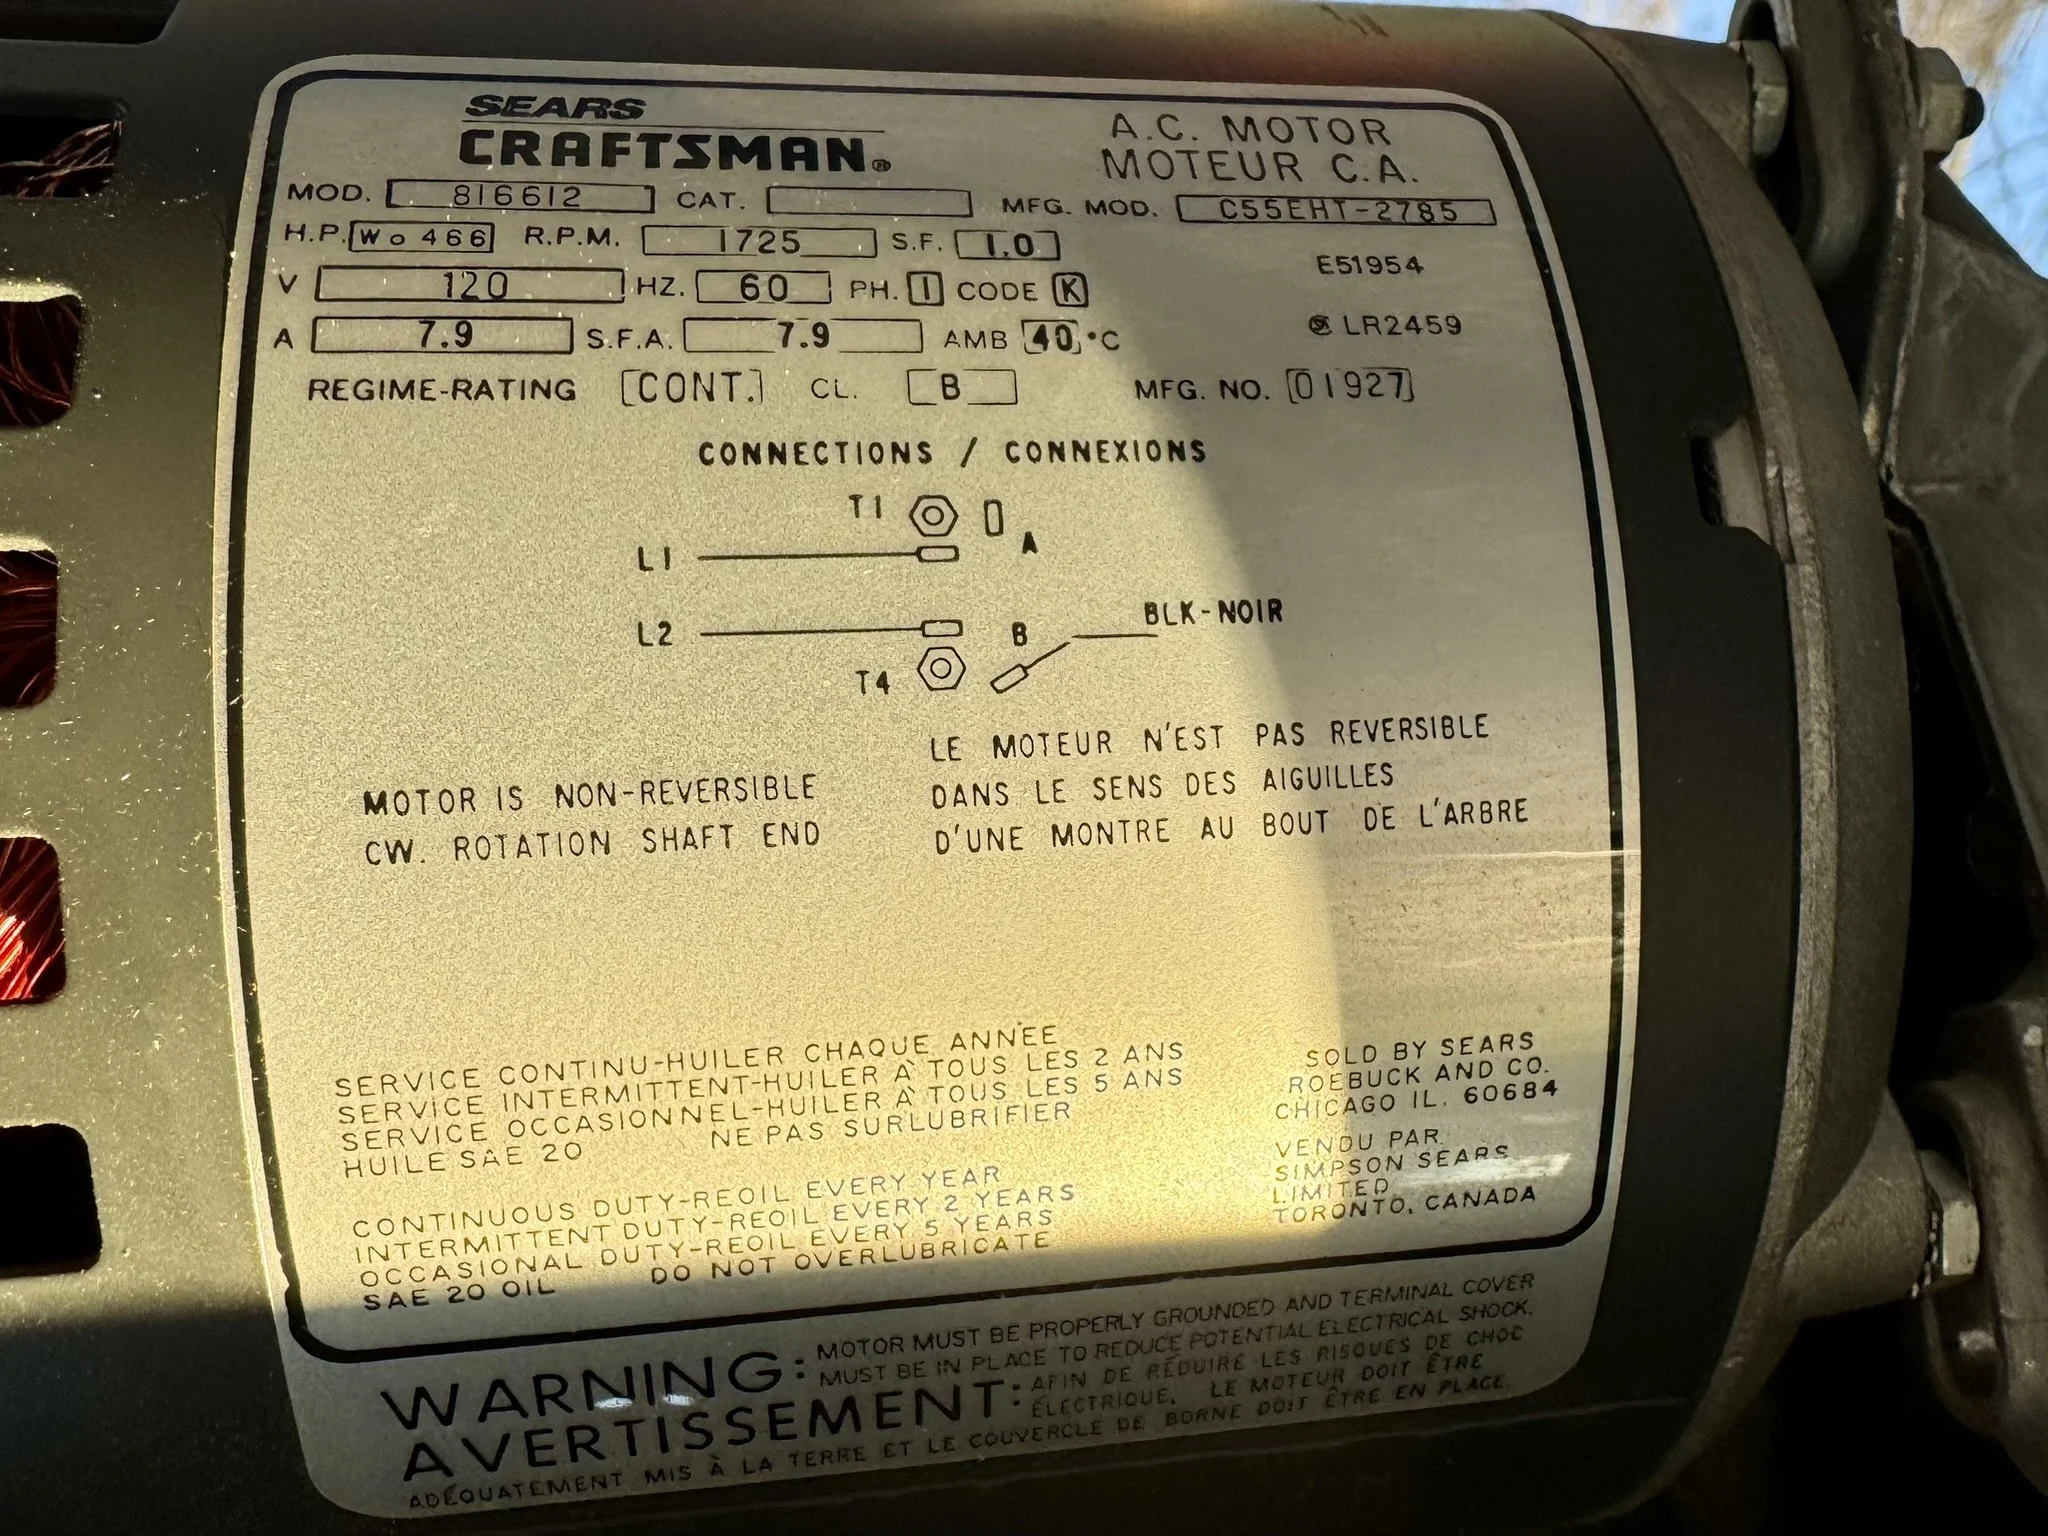 SEARS
CRAFTSMAN®
A.C. MOTOR
MOTEUR C.A.
MOD. 816612 CAT. MFG. MOD. C55EHT-2785
H.P. Wo 466 R.P.M. 1725 S.F. 1.0
E51954
V 120 HZ. 60 PH. 1 CODE K
LR2459
A 7.9 S.F.A. 7.9 AMB 40 °C
REGIME-RATING CONT. CL. B MFG. NO. 01927
CONNECTIONS / CONNEXIONS
T1
A
L1
BLK-NOIR
L2 B
T4
MOTOR IS NON-REVERSIBLE
CW. ROTATION SHAFT END
LE MOTEUR N'EST PAS REVERSIBLE
DANS LE SENS DES AIGUILLES
D'UNE MONTRE AU BOUT DE L'ARBRE
SERVICE CONTINU-HUILER CHAQUE ANNÉE
SERVICE INTERMITTENT-HUILER À TOUS LES 2 ANS
SERVICE OCCASIONNEL-HUILER À TOUS LES 5 ANS
HUILE SAE 20 NE PAS SURLUBRIFIER
CONTINUOUS DUTY-REOIL EVERY YEAR
INTERMITTENT DUTY-REOIL EVERY 2 YEARS
OCCASIONAL DUTY-REOIL EVERY 5 YEARS
SAE 20 OIL DO NOT OVERLUBRICATE
SOLD BY SEARS
ROEBUCK AND CO.
CHICAGO IL. 60684
VENDU PAR
SIMPSON SEARS
LIMITED
TORONTO, CANADA
WARNING: MOTOR MUST BE PROPERLY GROUNDED AND TERMINAL COVER
MUST BE IN PLACE TO REDUCE POTENTIAL ELECTRICAL SHOCK.
AVERTISSEMENT: AFIN DE RÉDUIRE LES RISQUES DE CHOC
ÉLECTRIQUE, LE MOTEUR DOIT ÊTRE
ADÉQUATEMENT MIS À LA TERRE ET LE COUVERCLE DE BORNE DOIT ÊTRE EN PLACE.